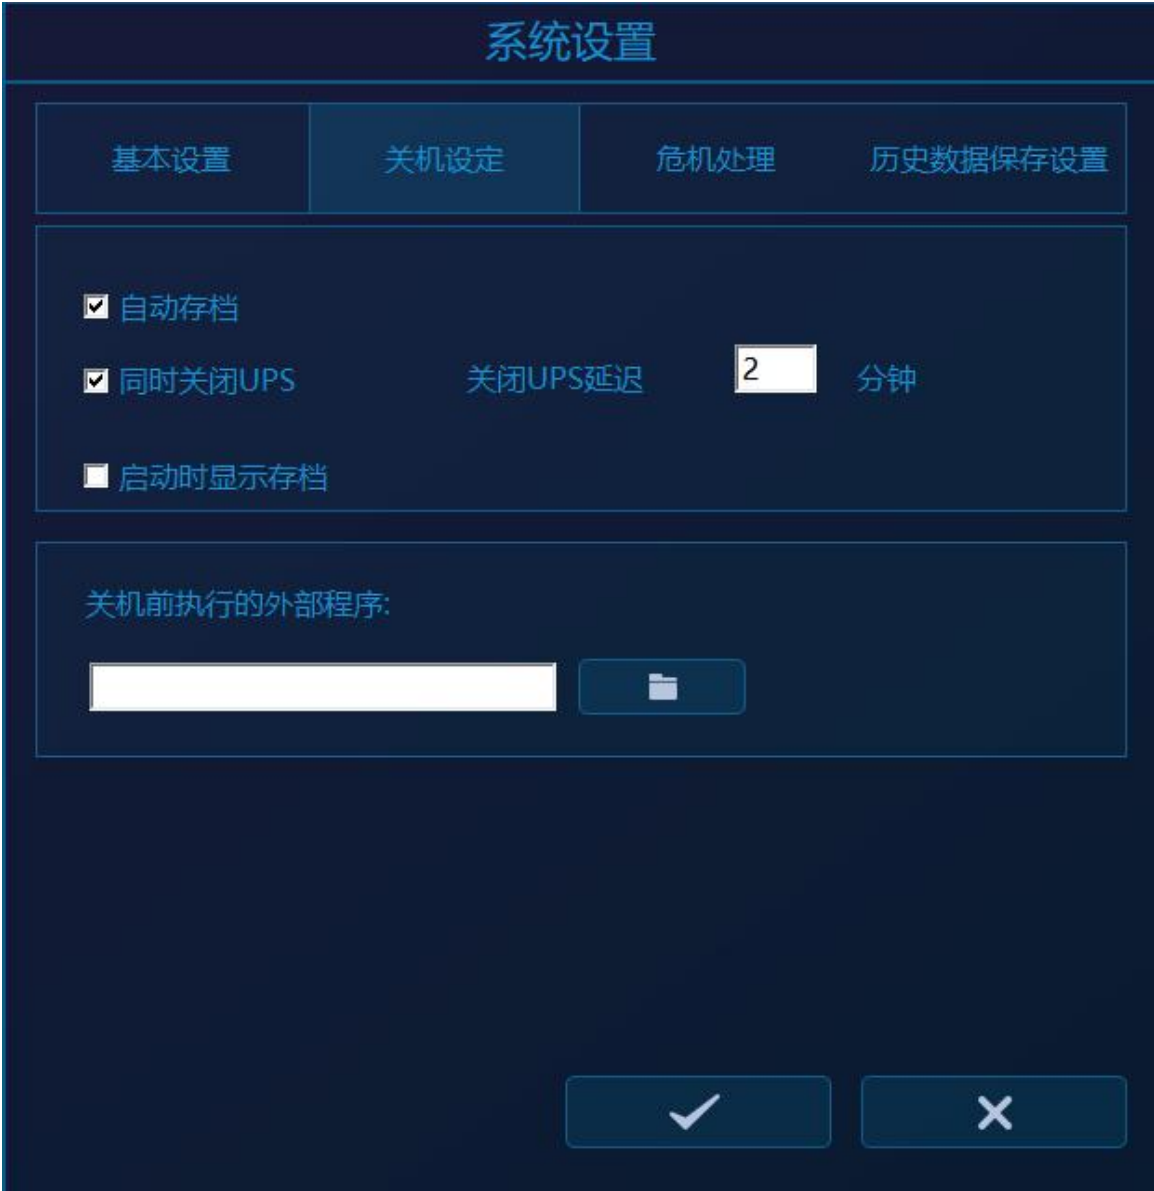 系统设置
基本设置 关机设定 危机处理 历史数据保存设置
自动存档
同时关闭UPS 关闭UPS延迟 2 分钟
启动时显示存档
关机前执行的外部程序: